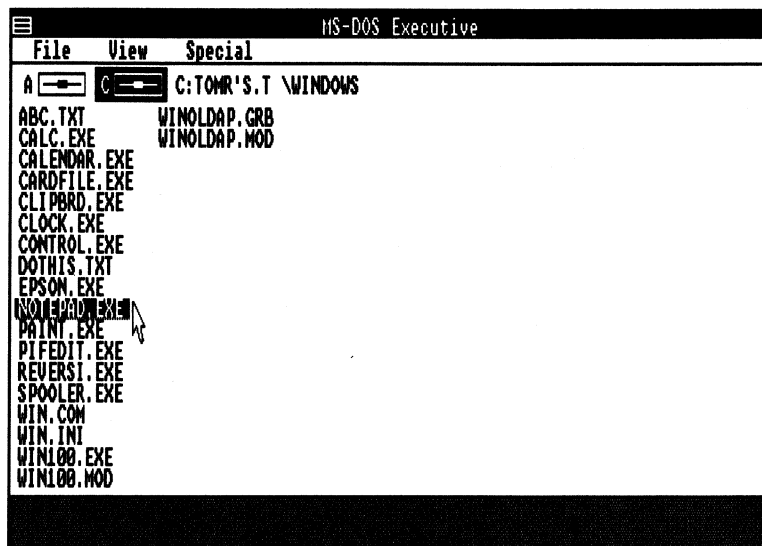 MS-DOS Executive
File View Special
A C C:TOMR'S.T \WINDOWS
ABC.TXT WINOLDAP.GRB
CALC.EXE WINOLDAP.MOD
CALENDAR.EXE
CARDFILE.EXE
CLIPBRD.EXE
CLOCK.EXE
CONTROL.EXE
DOTHIS.TXT
EPSON.EXE
NOTEPAD.EXE
PAINT.EXE
PIFEDIT.EXE
REVERSI.EXE
SPOOLER.EXE
WIN.COM
WIN.INI
WIN100.EXE
WIN100.MOD